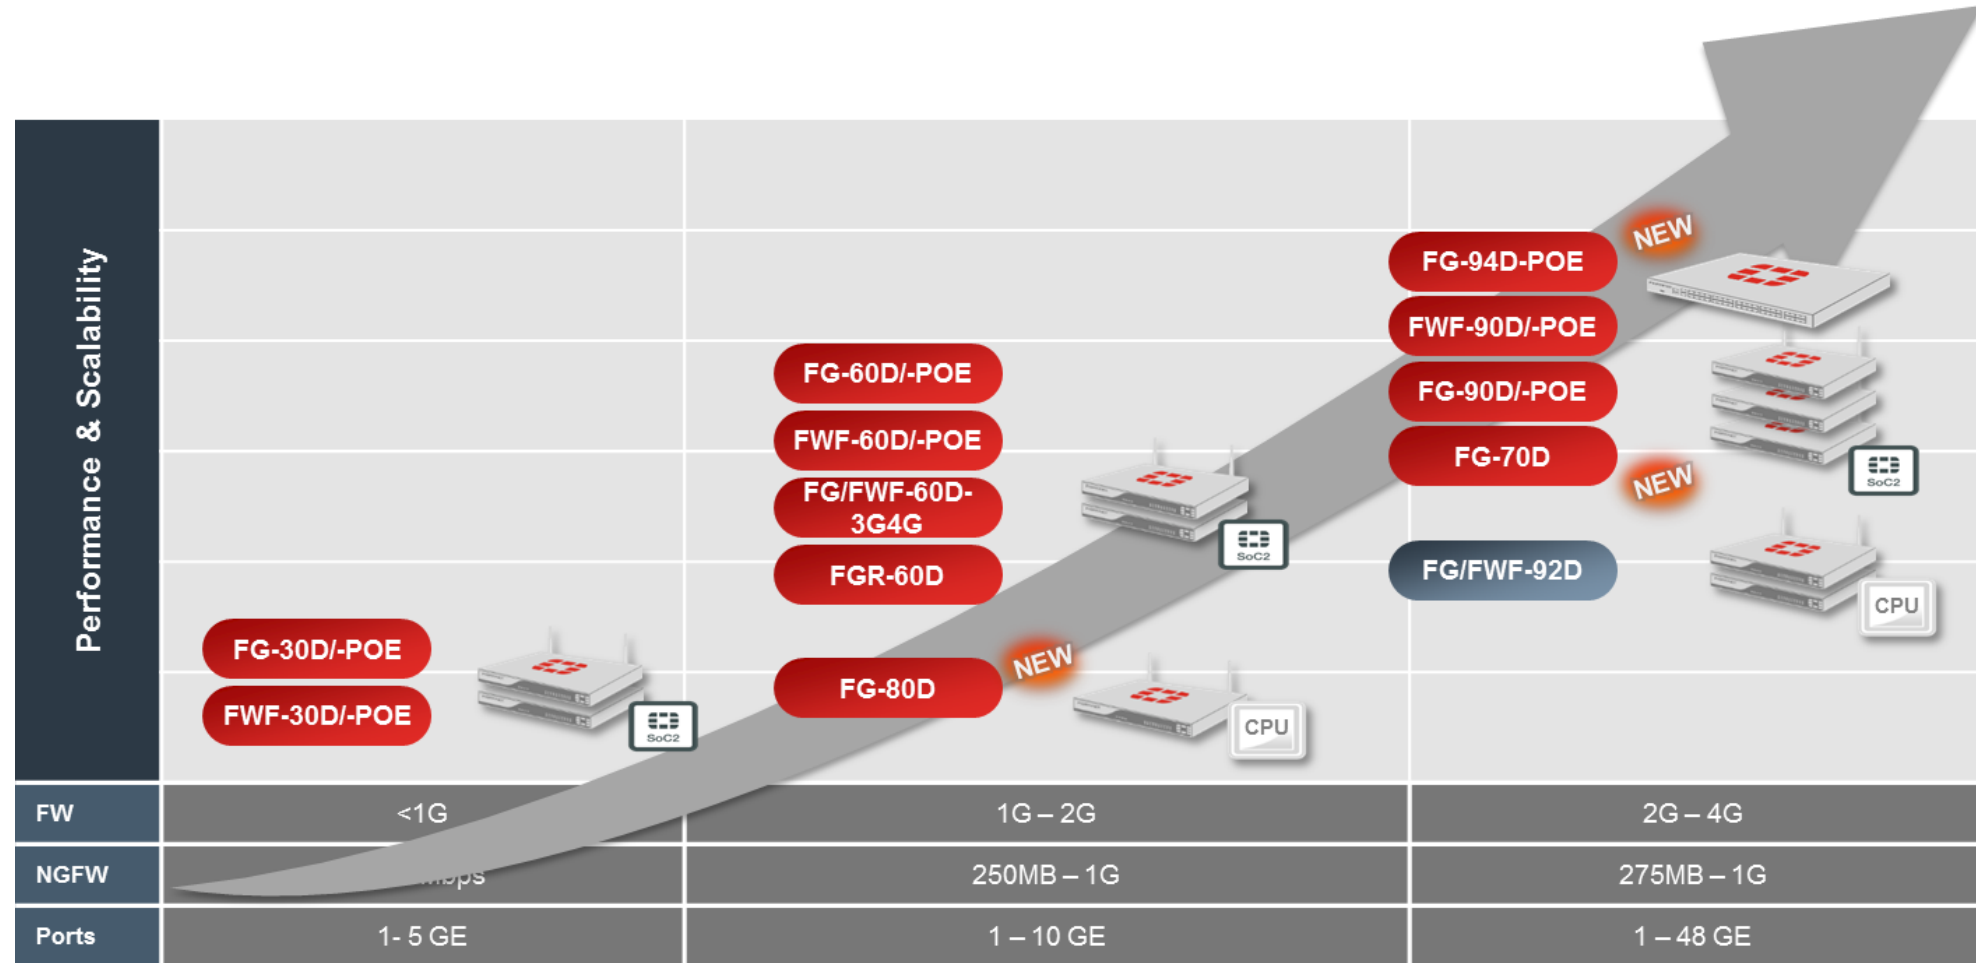 Performance & Scalability
NEW
FG-94D-POE
FWF-90D/-POE
FG-90D/-POE
FG-70D
NEW
SoC2
FG/FWF-92D
CPU
FG-60D/-POE
FWF-60D/-POE
FG/FWF-60D-
3G4G
FGR-60D
SoC2
FG-80D
NEW
CPU
FG-30D/-POE
FWF-30D/-POE
SoC2
FW
<1G
1G – 2G
2G – 4G
NGFW
250MB – 1G
275MB – 1G
Ports
1- 5 GE
1 – 10 GE
1 – 48 GE